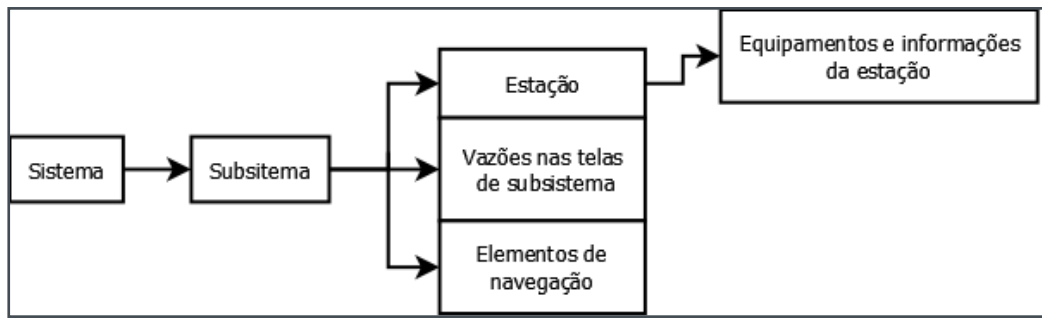 Sistema
Subsitema
Estação
Vazões nas telas
de subsistema
Elementos de
navegação
Equipamentos e informações
da estação